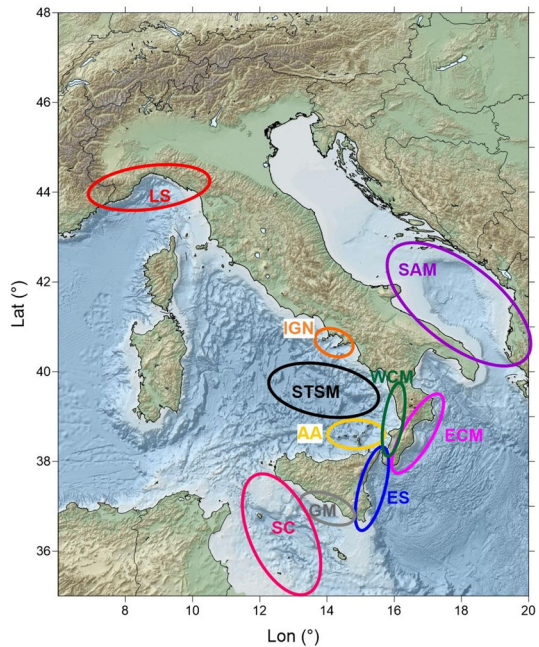 48
46
44
42
40
38
36
Lat (°)
LS
SAM
IGN
WCM
STSM
AA
ECM
ES
GM
SC
8
10
12
14
16
18
20
Lon (°)